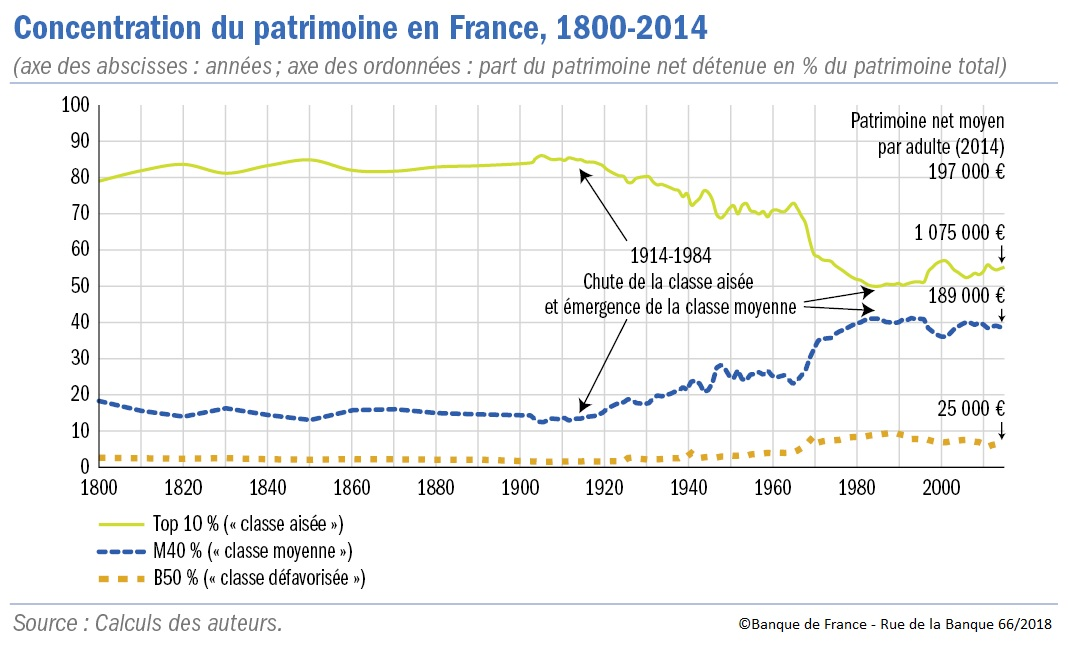 Concentration du patrimoine en France, 1800-2014
(axe des abscisses : années ; axe des ordonnées : part du patrimoine net détenue en % du patrimoine total)
100
90
80
70
60
50
40
30
20
10
0
Patrimoine net moyen
par adulte (2014)
197 000 €
1 075 000 €
1914-1984
Chute de la classe aisée
et émergence de la classe moyenne
189 000 €
25 000 €
1800 1820 1840 1860 1880 1900 1920 1940 1960 1980 2000
Top 10 % (« classe aisée »)
M40 % (« classe moyenne »)
B50 % (« classe défavorisée »)
Source : Calculs des auteurs.
©Banque de France - Rue de la Banque 66/2018